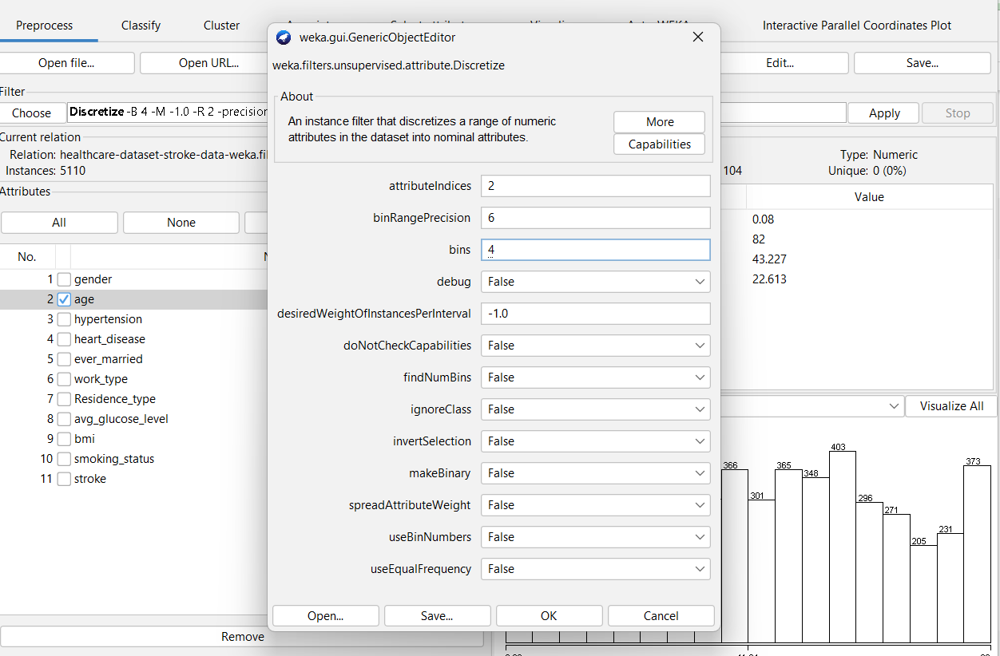 Preprocess Classify Cluster Interactive Parallel Coordinates Plot
weka.gui.GenericObjectEditor
Open file... Open URL... Edit... Save...
weka.filters.unsupervised.attribute.Discretize
Filter
Choose Discretize -B 4 -M -1.0 -R 2 -precision Apply Stop
About
An instance filter that discretizes a range of numeric
attributes in the dataset into nominal attributes.
More
Capabilities
Current relation
Relation: healthcare-dataset-stroke-data-weka.fil
Instances: 5110
104
Type: Numeric
Unique: 0 (0%)
Attributes
All None
No.
1 gender
2 age
3 hypertension
4 heart_disease
5 ever_married
6 work_type
7 Residence_type
8 avg_glucose_level
9 bmi
10 smoking_status
11 stroke
Remove
attributeIndices 2
binRangePrecision 6
bins 4
debug False
desiredWeightOfInstancesPerInterval -1.0
doNotCheckCapabilities False
findNumBins False
ignoreClass False
invertSelection False
makeBinary False
spreadAttributeWeight False
useBinNumbers False
useEqualFrequency False
Open... Save... OK Cancel
Value
0.08
82
43.227
22.613
Visualize All
366
301
365
348
403
296
271
205
231
373